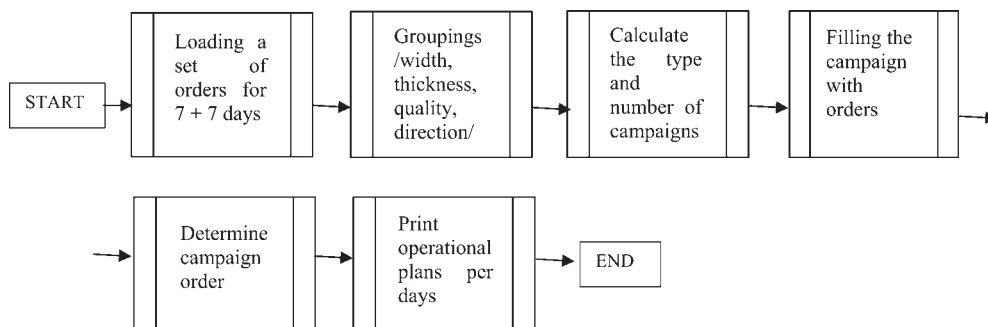 START
Loading a
set of
orders for
7 + 7 days
Groupings
/width,
thickness,
quality,
direction/
Calculate
the type
and
number of
campaigns
Filling the
campaign
with
orders
Determine
campaign
order
Print
operational
plans per
days
END